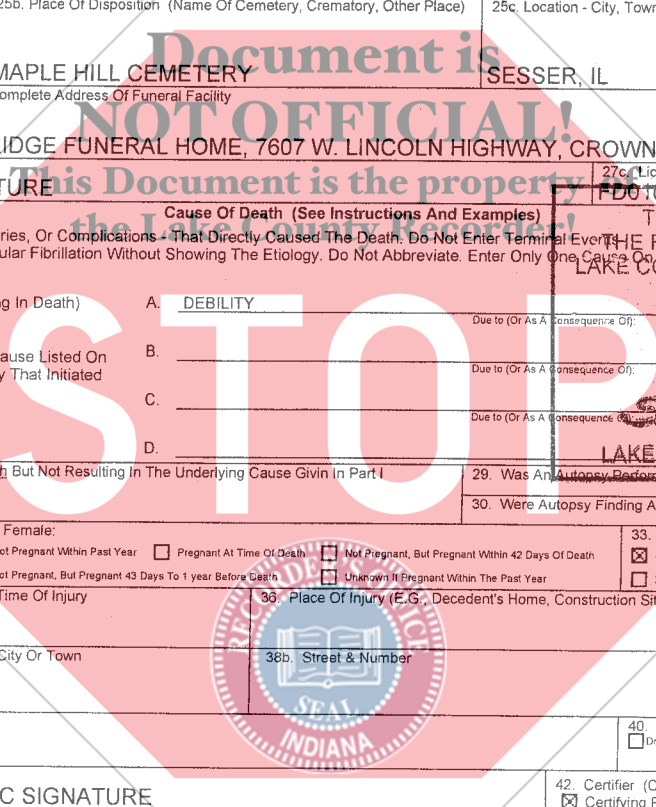 25b. Place Of Disposition (Name Of Cemetery, Crematory, Other Place) 25c. Location - City, Town
Document is
MAPLE HILL CEMETERY SESSER, IL
Complete Address Of Funeral Facility
NOT OFFICIAL!
IDGE FUNERAL HOME, 7607 W. LINCOLN HIGHWAY, CROWN
27c. Lic
TURE FD01
This Document is the property of
Cause Of Death (See Instructions And Examples) T
the Lake County Recorder!
ries, Or Complications - That Directly Caused The Death. Do Not Enter Terminal Events THE
ular Fibrillation Without Showing The Etiology. Do Not Abbreviate. Enter Only One Cause On
LAKE CO
g In Death) A. DEBILITY
Due to (Or As A Consequence Of):
STOP
ause Listed On B.
y That Initiated
Due to (Or As A Consequence Of):
C.
Due to (Or As A Consequence
D. LAKE
h But Not Resulting In The Underlying Cause Givin In Part I 29. Was An Autopsy Perfor
30. Were Autopsy Finding A
Female: 33.
ot Pregnant Within Past Year Pregnant At Time Of Death Not Pregnant, But Pregnant Within 42 Days Of Death
ot Pregnant, But Pregnant 43 Days To 1 year Before Death Unknown If Pregnant Within The Past Year
Time Of Injury 36. Place Of Injury (E.G., Decedent's Home, Construction Sit
RECORDER'S OFFICE
City Or Town 38b. Street & Number
SEAL
INDIANA
40.
42. Certifier (C
C SIGNATURE Certifying